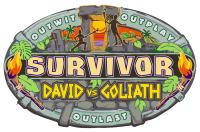 OUTWIT
OUTPLAY
SURVIVOR
DAVID vs GOLIATH
OUTLAST